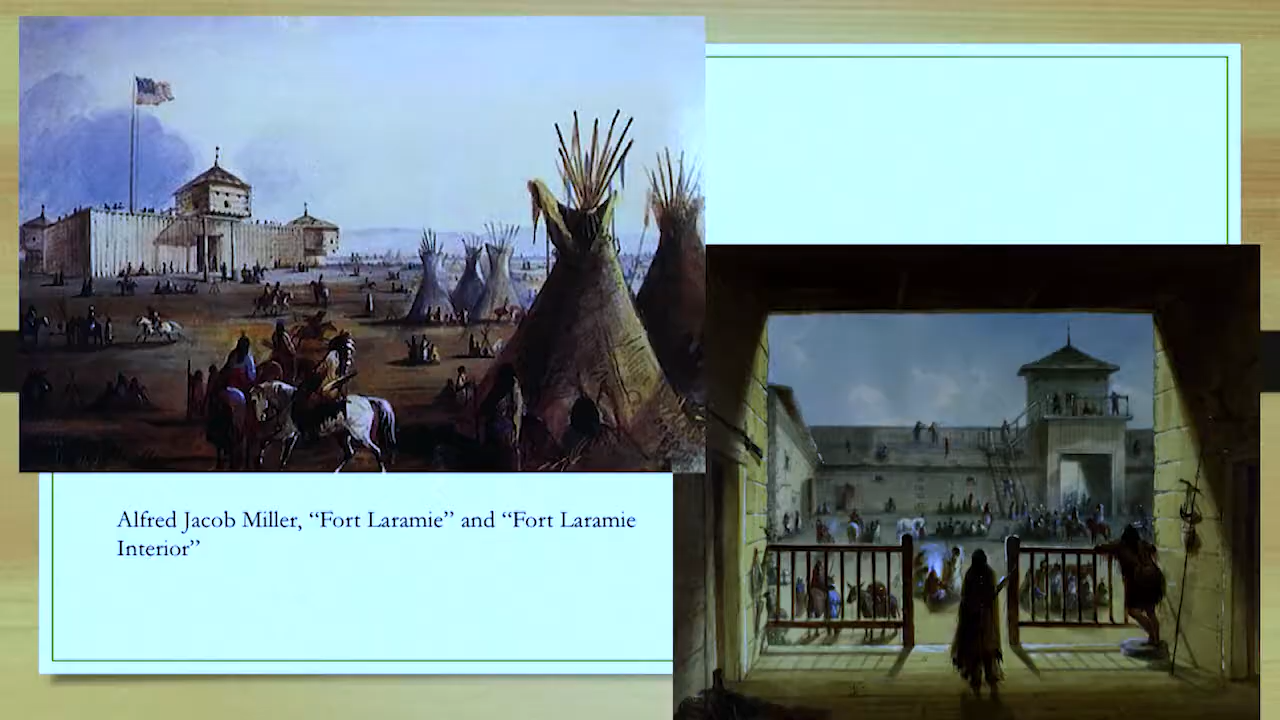 Alfred Jacob Miller, “Fort Laramie” and “Fort Laramie
Interior”